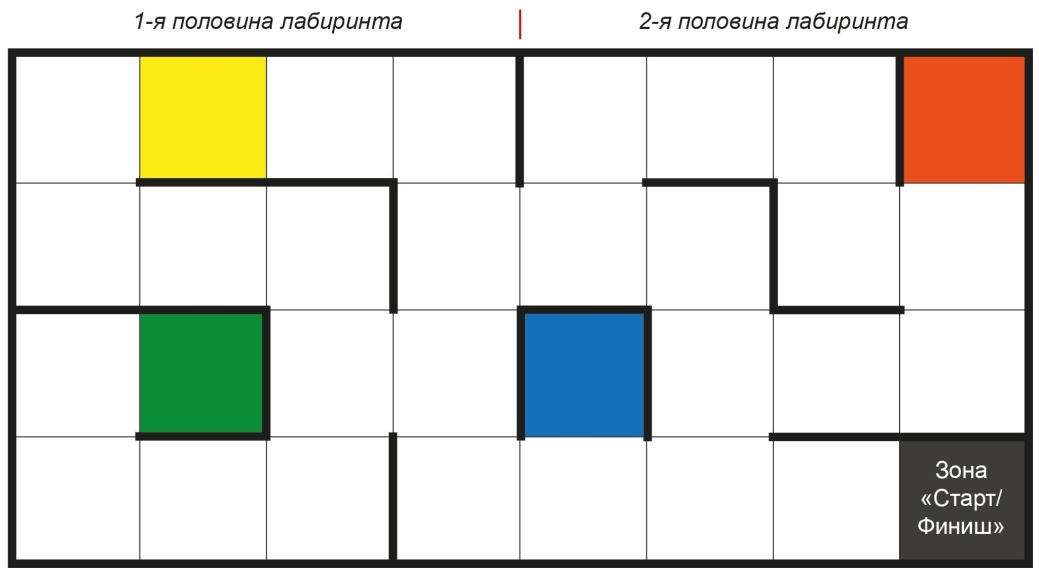 1-я половина лабиринта
2-я половина лабиринта
Зона
«Старт/
Финиш»